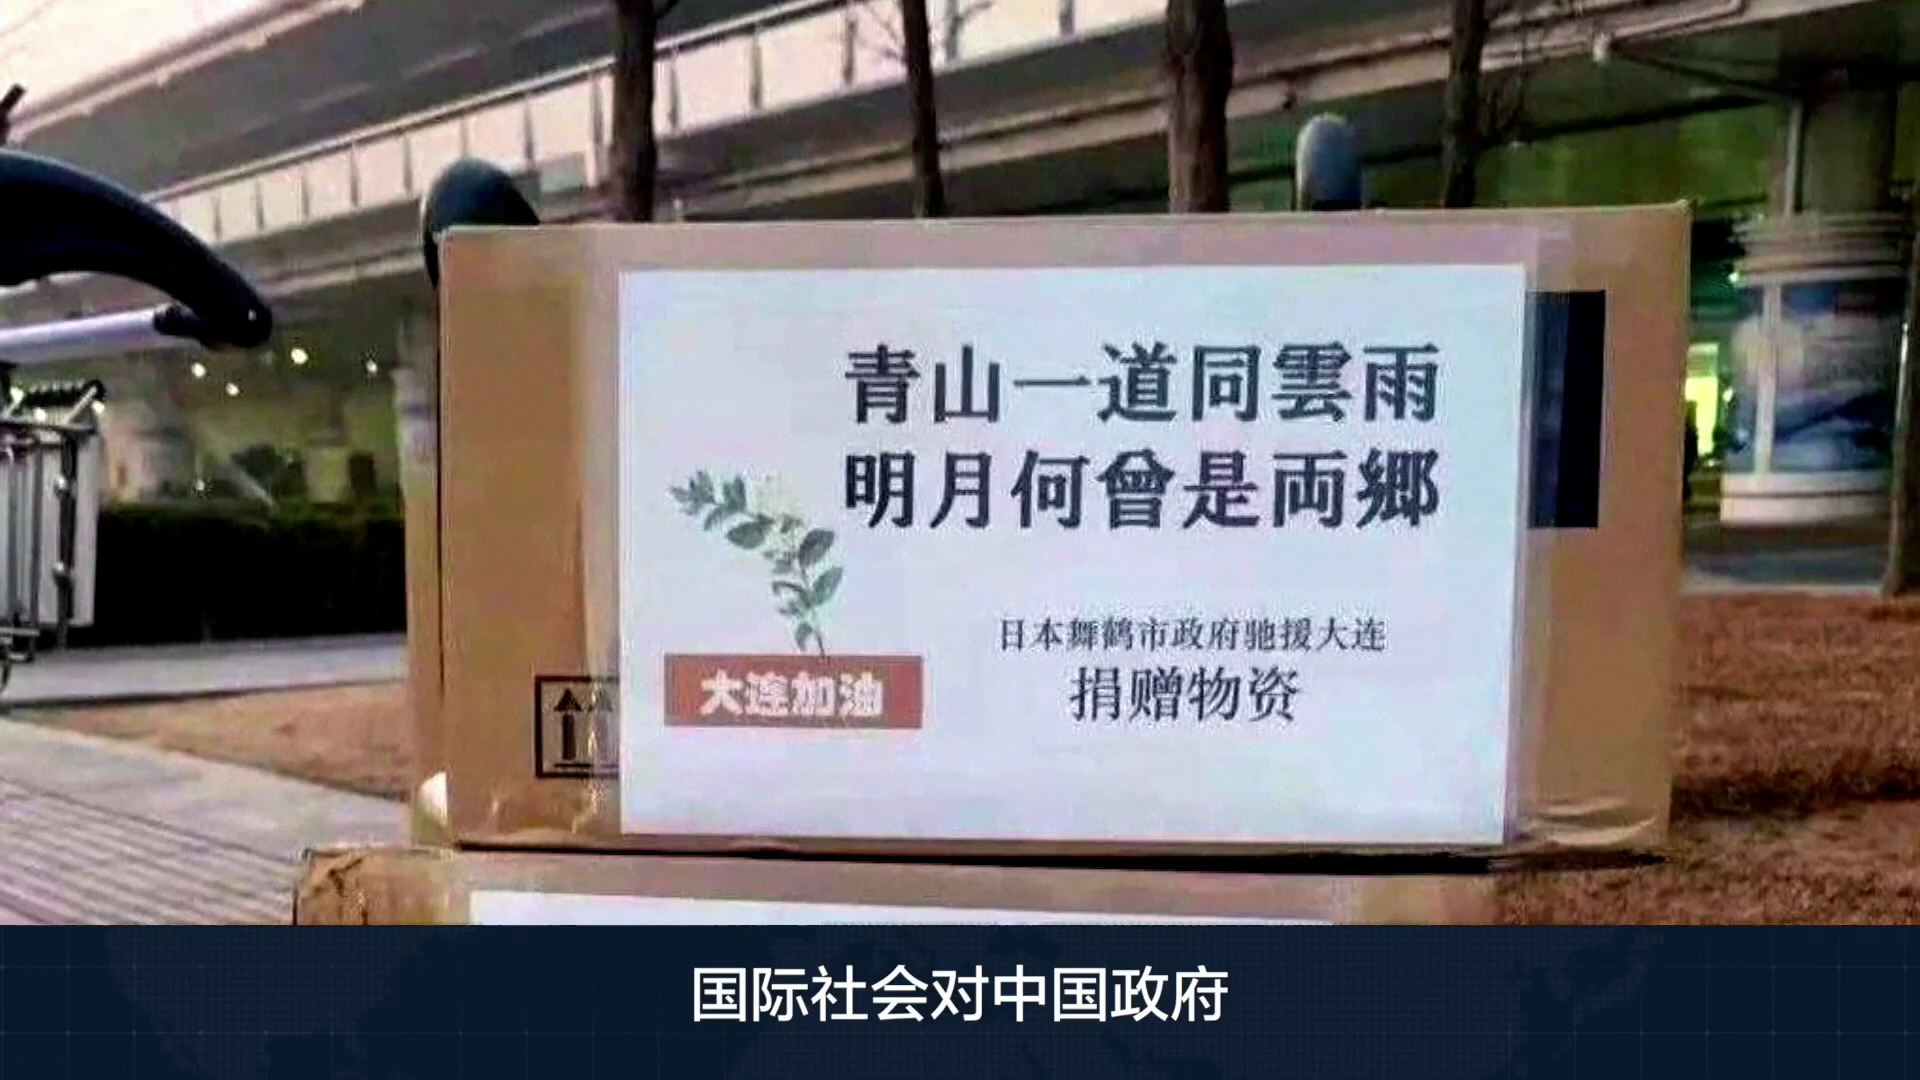 青山一道同雲雨
明月何曾是両郷
日本舞鹤市政府驰援大连
捐赠物资
大连加油
国际社会对中国政府